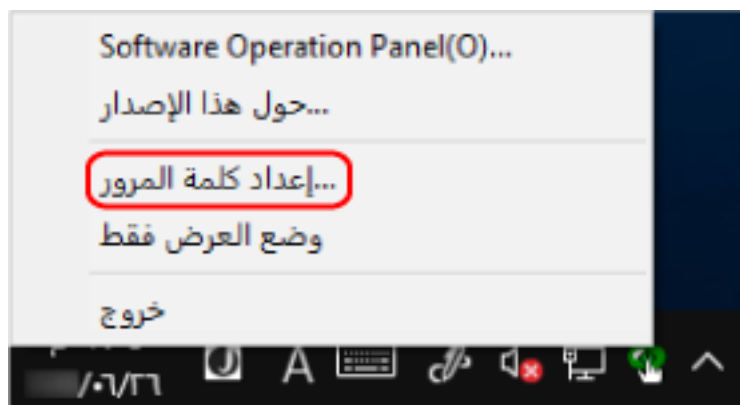 Software Operation Panel(O)...
حول هذا الإصدار...
إعداد كلمة المرور...
وضع العرض فقط
خروج
A
/٠٦/٢٦